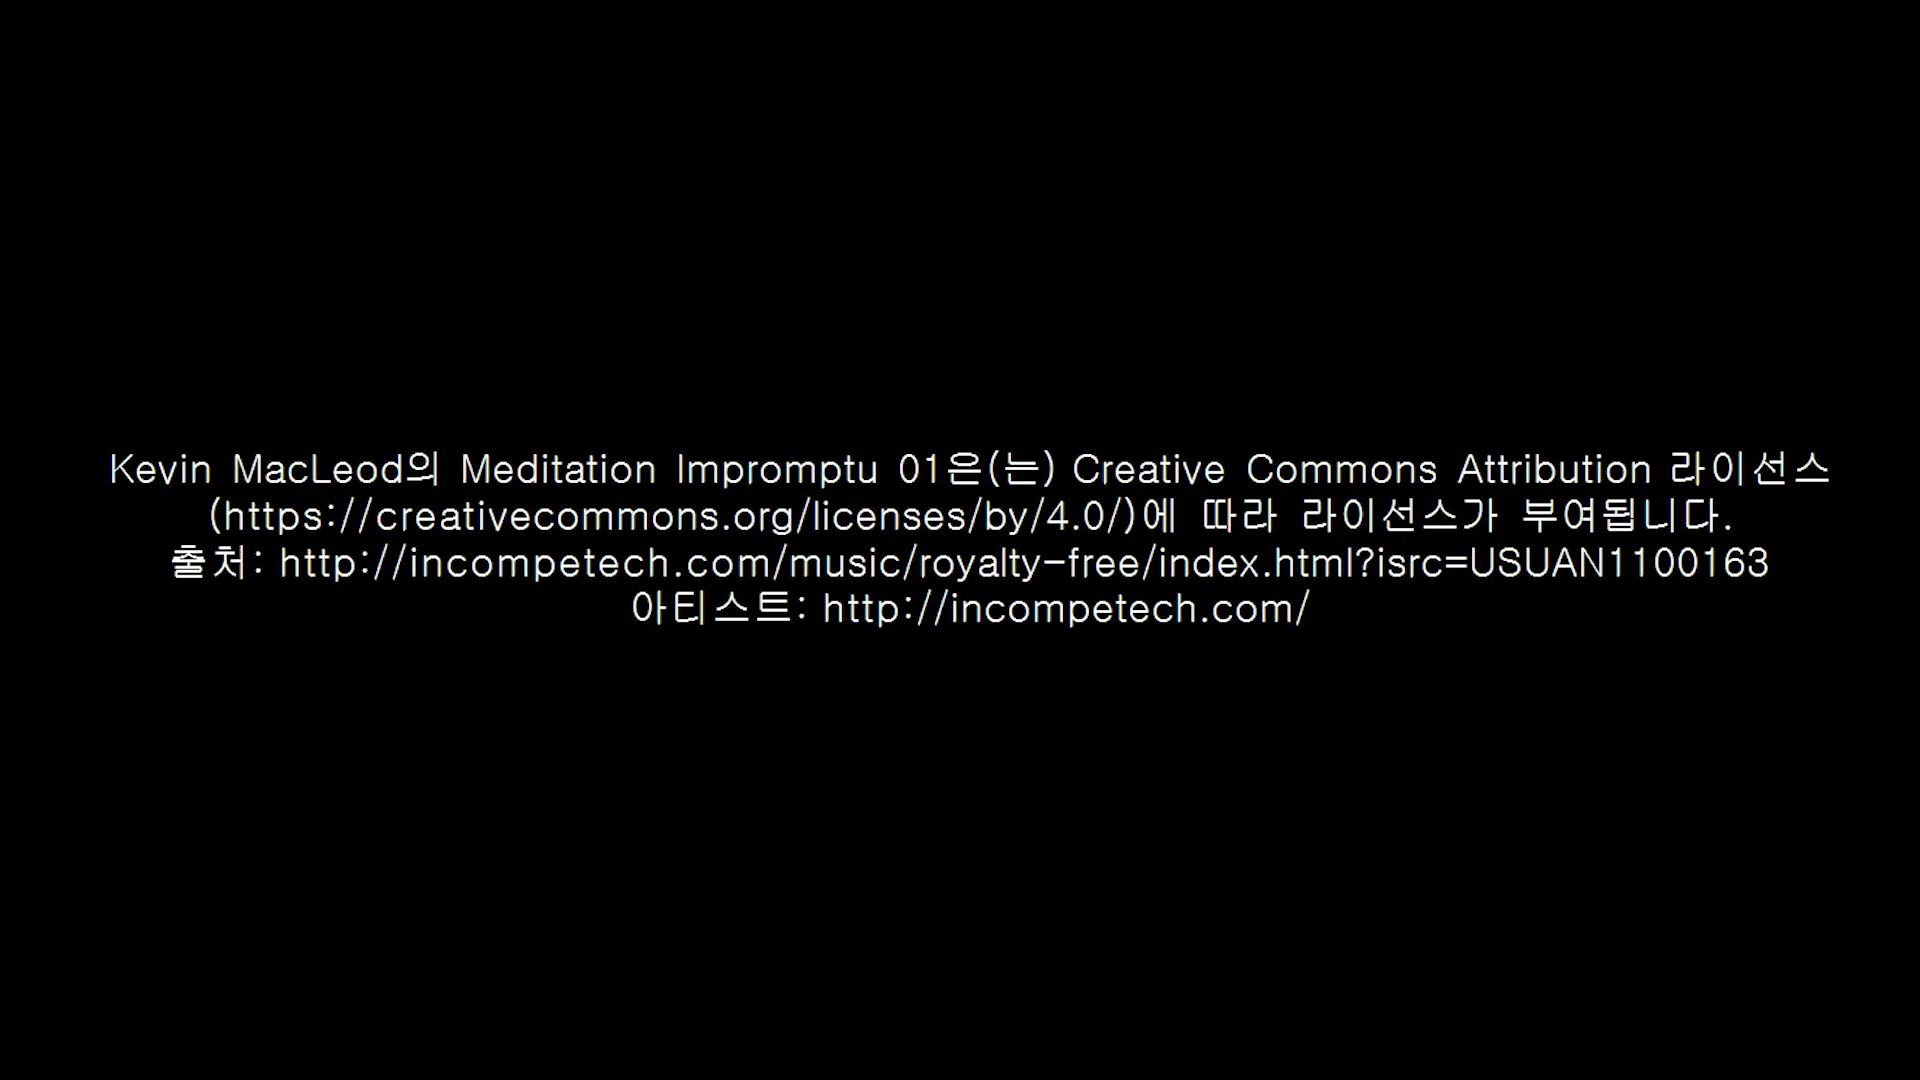 Kevin MacLeod의 Meditation Impromptu 01은(는) Creative Commons Attribution 라이선스
(https://creativecommons.org/licenses/by/4.0/)에 따라 라이선스가 부여됩니다.
출처: http://incompetech.com/music/royalty-free/index.html?isrc=USUAN1100163
아티스트: http://incompetech.com/